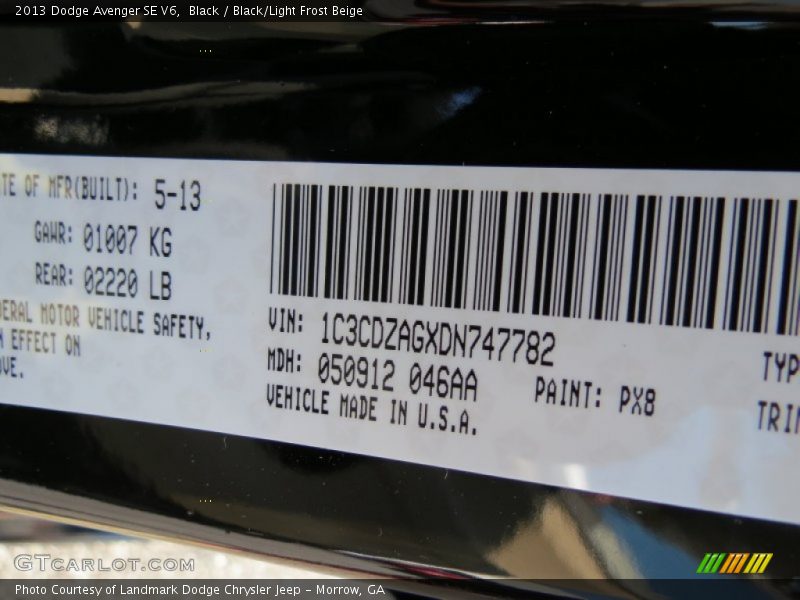 2013 Dodge Avenger SE V6, Black / Black/Light Frost Beige
TE OF MFR(BUILT): 5-13
GAWR: 01007 KG
REAR: 02220 LB
DERAL MOTOR VEHICLE SAFETY,
N EFFECT ON
OVE.
VIN: 1C3CDZAGXDN747782
MDH: 050912 046AA
PAINT: PX8
VEHICLE MADE IN U.S.A.
TYP
TRIM
GTCARLOT.COM
Photo Courtesy of Landmark Dodge Chrysler Jeep - Morrow, GA